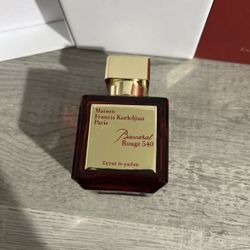 Maison
Francis Kurkdjian
Paris
Baccarat
Rouge 540
Extrait de parfum